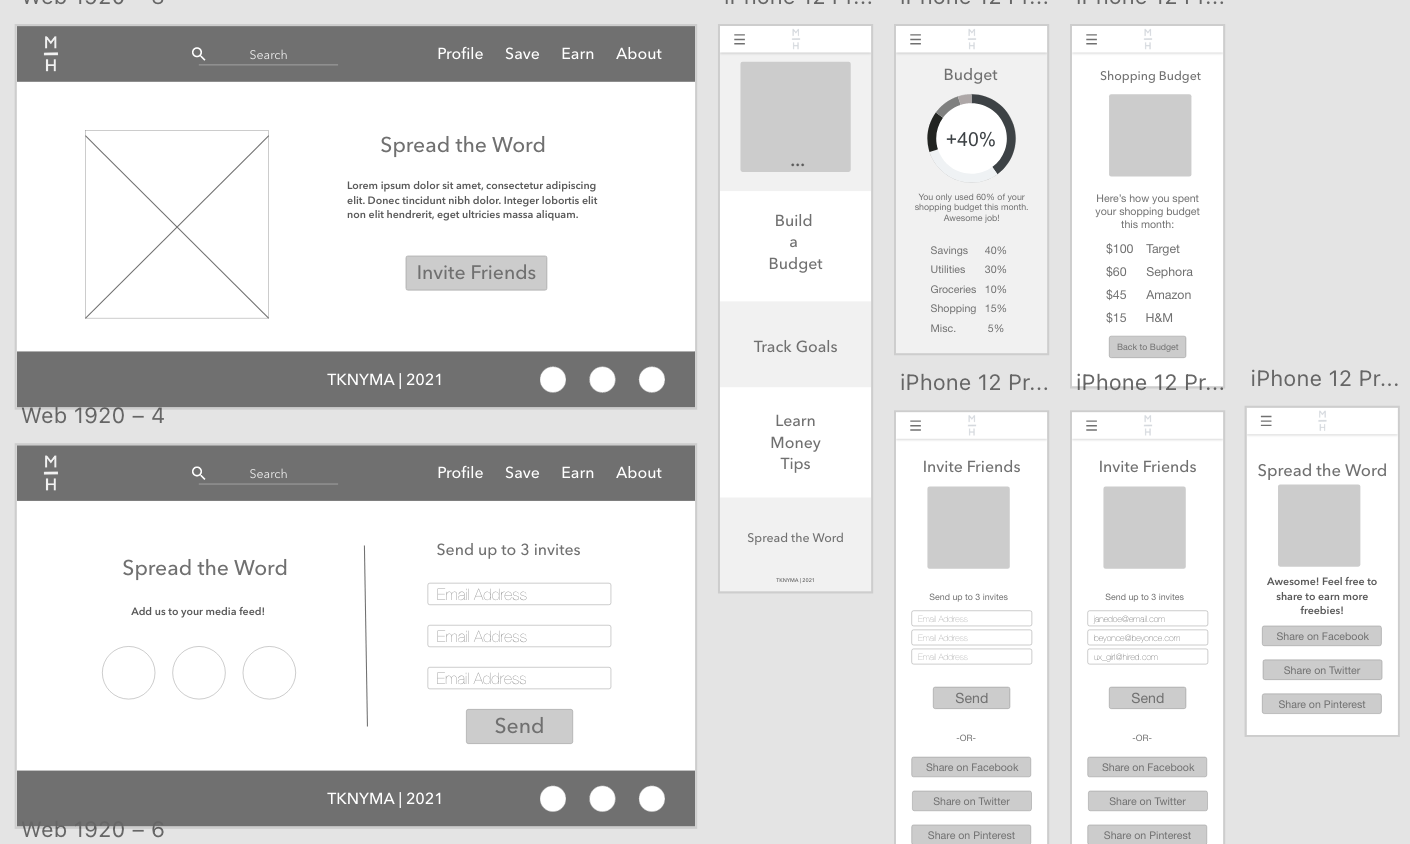 Web 1920 – 3
M
H
Search
Profile Save Earn About
Spread the Word
Lorem ipsum dolor sit amet, consectetur adipiscing
elit. Donec tincidunt nibh dolor. Integer lobortis elit
non elit hendrerit, eget ultricies massa aliquam.
Invite Friends
TKNYMA | 2021
Web 1920 – 4
M
H
Search
Profile Save Earn About
Spread the Word
Add us to your media feed!
Send up to 3 invites
Email Address
Email Address
Email Address
Send
TKNYMA | 2021
Web 1920 – 6
iPhone 12 Pr...
M
H
...
Build
a
Budget
Track Goals
Learn
Money
Tips
Spread the Word
TKNYMA | 2021
iPhone 12 Pr...
M
H
Budget
+40%
You only used 60% of your
shopping budget this month.
Awesome job!
Savings 40%
Utilities 30%
Groceries 10%
Shopping 15%
Misc. 5%
iPhone 12 Pr...
M
H
Shopping Budget
Here's how you spent
your shopping budget
this month:
$100 Target
$60 Sephora
$45 Amazon
$15 H&M
Back to Budget
iPhone 12 Pr...
M
H
Invite Friends
Send up to 3 invites
Email Address
Email Address
Email Address
Send
-OR-
Share on Facebook
Share on Twitter
Share on Pinterest
iPhone 12 Pr...
M
H
Invite Friends
Send up to 3 invites
janedoe@email.com
beyonce@beyonce.com
ux_girl@hired.com
Send
-OR-
Share on Facebook
Share on Twitter
Share on Pinterest
iPhone 12 Pr...
M
H
Spread the Word
Awesome! Feel free to
share to earn more
freebies!
Share on Facebook
Share on Twitter
Share on Pinterest